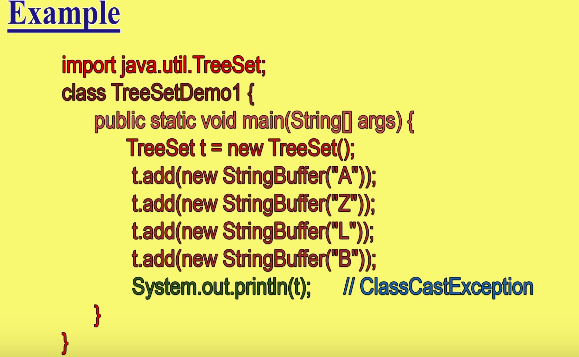 Example
import java.util.TreeSet;
class TreeSetDemo1 {
public static void main(String[] args) {
TreeSet t = new TreeSet();
t.add(new StringBuffer("A"));
t.add(new StringBuffer("Z"));
t.add(new StringBuffer("L"));
t.add(new StringBuffer("B"));
System.out.println(t); // ClassCastException
}
}